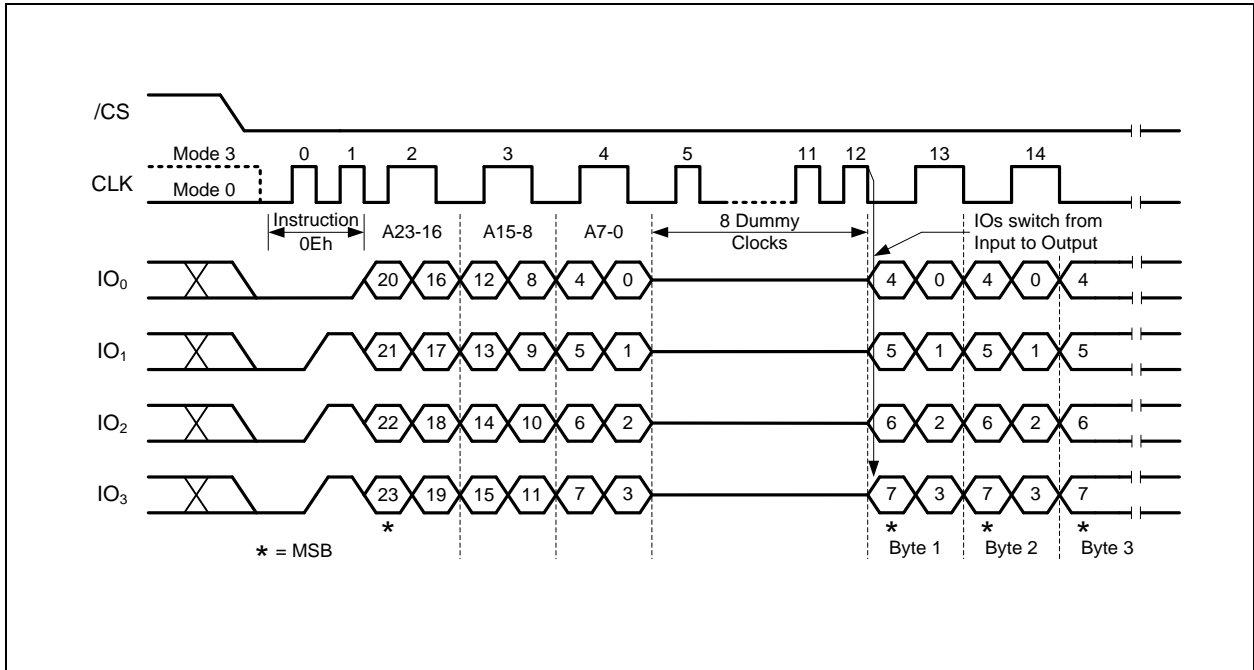 /CS
Mode 3 0 1 2 3 4 5 11 12 13 14
CLK
Mode 0
Instruction
0Eh
A23-16 A15-8 A7-0
8 Dummy
Clocks
IOs switch from
Input to Output
IO0 20 16 12 8 4 0 4 0 4 0 4
IO1 21 17 13 9 5 1 5 1 5 1 5
IO2 22 18 14 10 6 2 6 2 6 2 6
IO3 23 19 15 11 7 3 7 3 7 3 7
* * * *
* = MSB
Byte 1 Byte 2 Byte 3